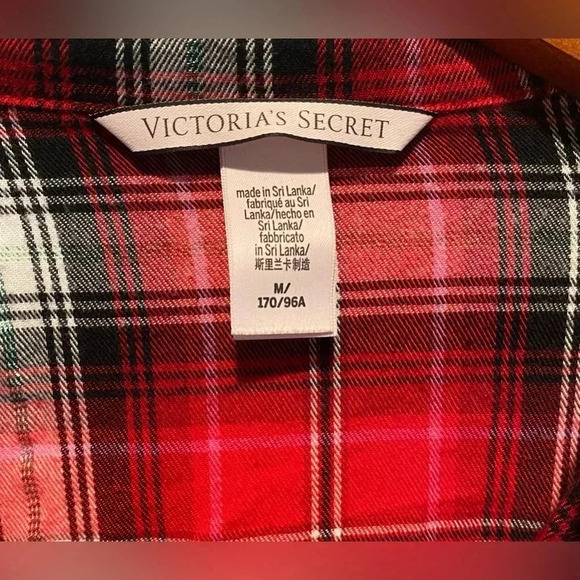 VICTORIA'S SECRET
made in Sri Lanka/
fabriqué au Sri
Lanka/hecho en
Sri Lanka/
fabbricato
in Sri Lanka/
斯里兰卡制造
M/
170/96A